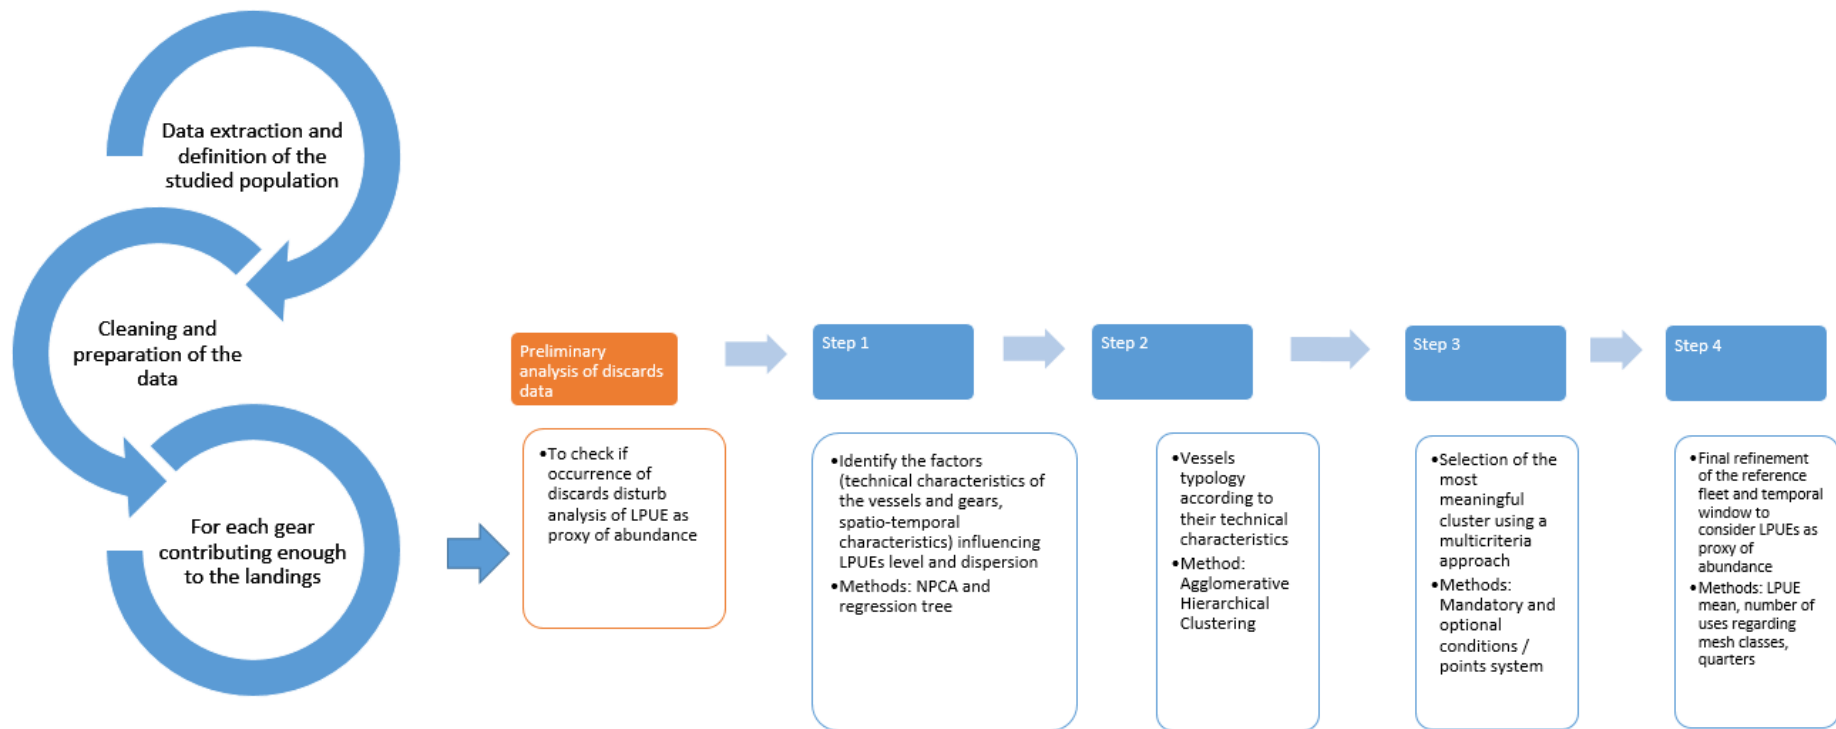 Data extraction and
definition of the
studied population
Cleaning and
preparation of the
data
For each gear
contributing enough
to the landings
Preliminary
analysis of discards
data
•To check if
occurrence of
discards disturb
analysis of LPUE as
proxy of abundance
Step 1
•Identify the factors
(technical characteristics of
the vessels and gears,
spatio-temporal
characteristics) influencing
LPUEs level and dispersion
•Methods: NPCA and
regression tree
Step 2
•Vessels
typology
according to
their technical
characteristics
•Method:
Agglomerative
Hierarchical
Clustering
Step 3
•Selection of the
most
meaningful
cluster using a
multicriteria
approach
•Methods:
Mandatory and
optional
conditions /
points system
Step 4
•Final refinement
of the reference
fleet and temporal
window to
consider LPUEs as
proxy of
abundance
•Methods: LPUE
mean, number of
uses regarding
mesh classes,
quarters